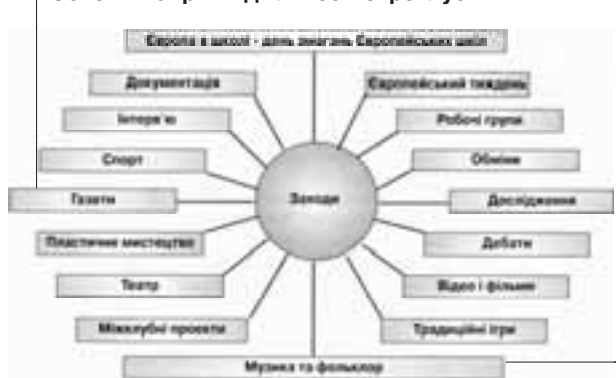 Європа в школі - день змагань Європейських шкіл
Документація
Європейський тиждень
Інтерв'ю
Робочі групи
Спорт
Обміни
Газети
Заходи
Дослідження
Пластичне мистецтво
Дебати
Театр
Відео і фільми
Міжклубні проекти
Традиційні ігри
Музика та фольклор